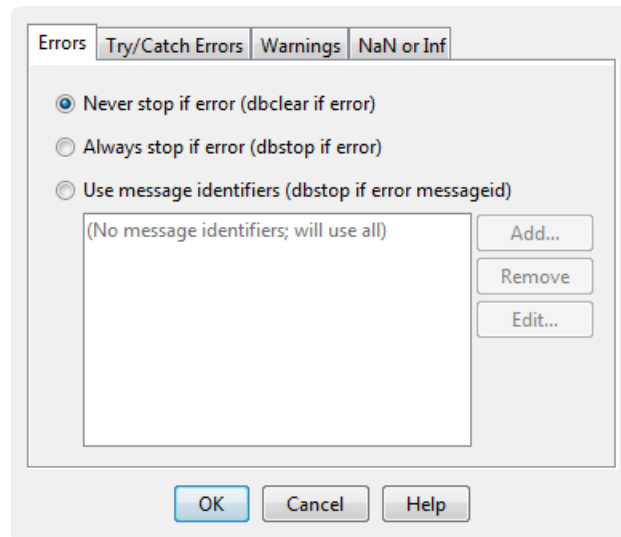 Errors Try/Catch Errors Warnings NaN or Inf
Never stop if error (dbclear if error)
Always stop if error (dbstop if error)
Use message identifiers (dbstop if error messageid)
(No message identifiers; will use all)
Add...
Remove
Edit...
OK Cancel Help